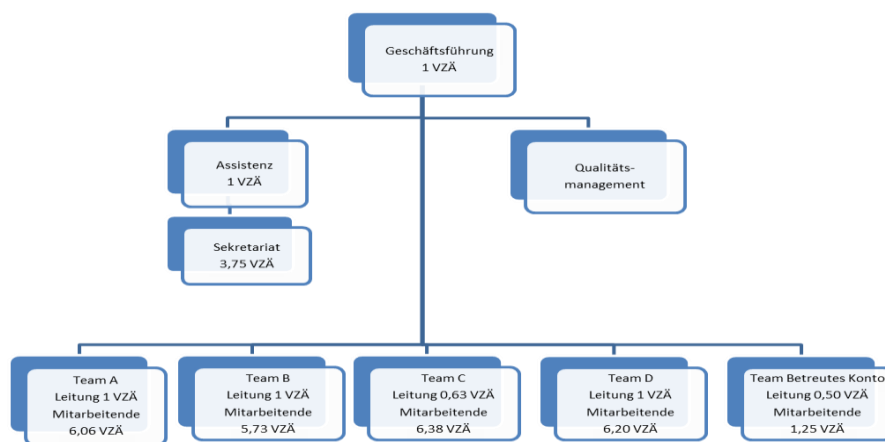 Geschäftsführung
1 VZÄ
Assistenz
1 VZÄ
Qualitäts-
management
Sekretariat
3,75 VZÄ
Team A
Leitung 1 VZÄ
Mitarbeitende
6,06 VZÄ
Team B
Leitung 1 VZÄ
Mitarbeitende
5,73 VZÄ
Team C
Leitung 0,63 VZÄ
Mitarbeitende
6,38 VZÄ
Team D
Leitung 1 VZÄ
Mitarbeitende
6,20 VZÄ
Team Betreutes Konto
Leitung 0,50 VZÄ
Mitarbeitende
1,25 VZÄ